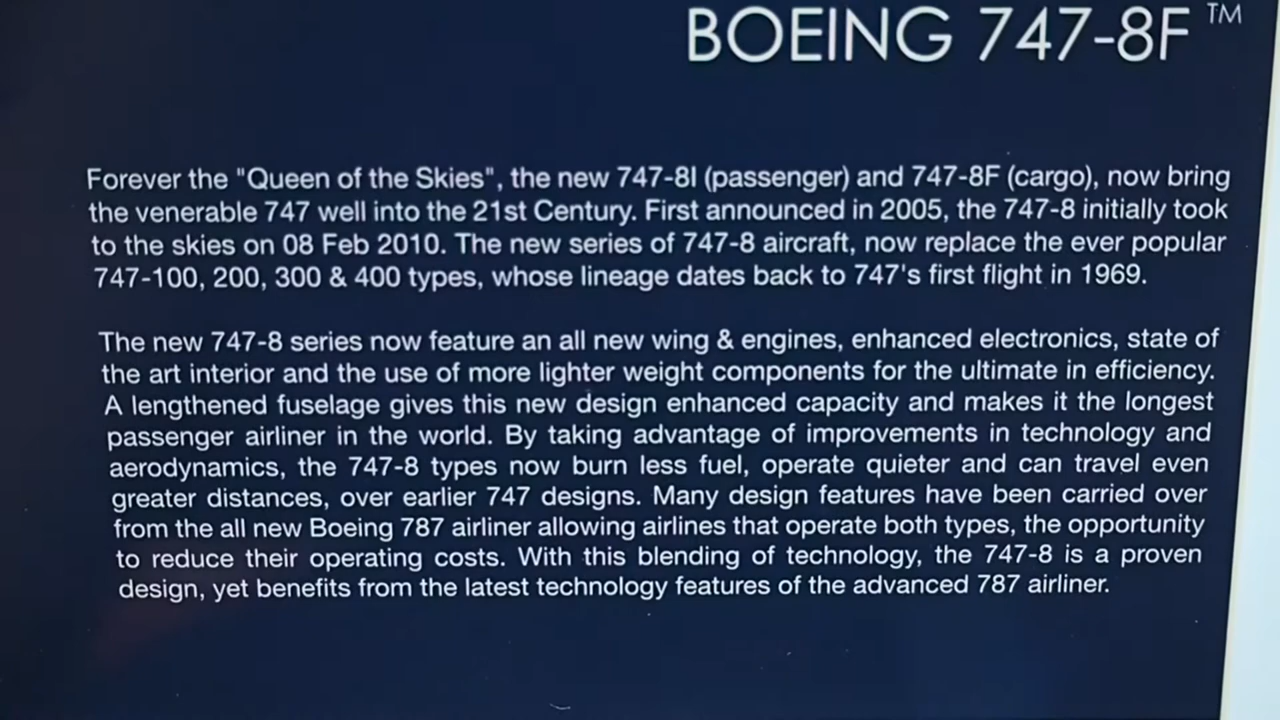 BOEING 747-8F ™
Forever the "Queen of the Skies", the new 747-8I (passenger) and 747-8F (cargo), now bring
the venerable 747 well into the 21st Century. First announced in 2005, the 747-8 initially took
to the skies on 08 Feb 2010. The new series of 747-8 aircraft, now replace the ever popular
747-100, 200, 300 & 400 types, whose lineage dates back to 747's first flight in 1969.
The new 747-8 series now feature an all new wing & engines, enhanced electronics, state of
the art interior and the use of more lighter weight components for the ultimate in efficiency.
A lengthened fuselage gives this new design enhanced capacity and makes it the longest
passenger airliner in the world. By taking advantage of improvements in technology and
aerodynamics, the 747-8 types now burn less fuel, operate quieter and can travel even
greater distances, over earlier 747 designs. Many design features have been carried over
from the all new Boeing 787 airliner allowing airlines that operate both types, the opportunity
to reduce their operating costs. With this blending of technology, the 747-8 is a proven
design, yet benefits from the latest technology features of the advanced 787 airliner.